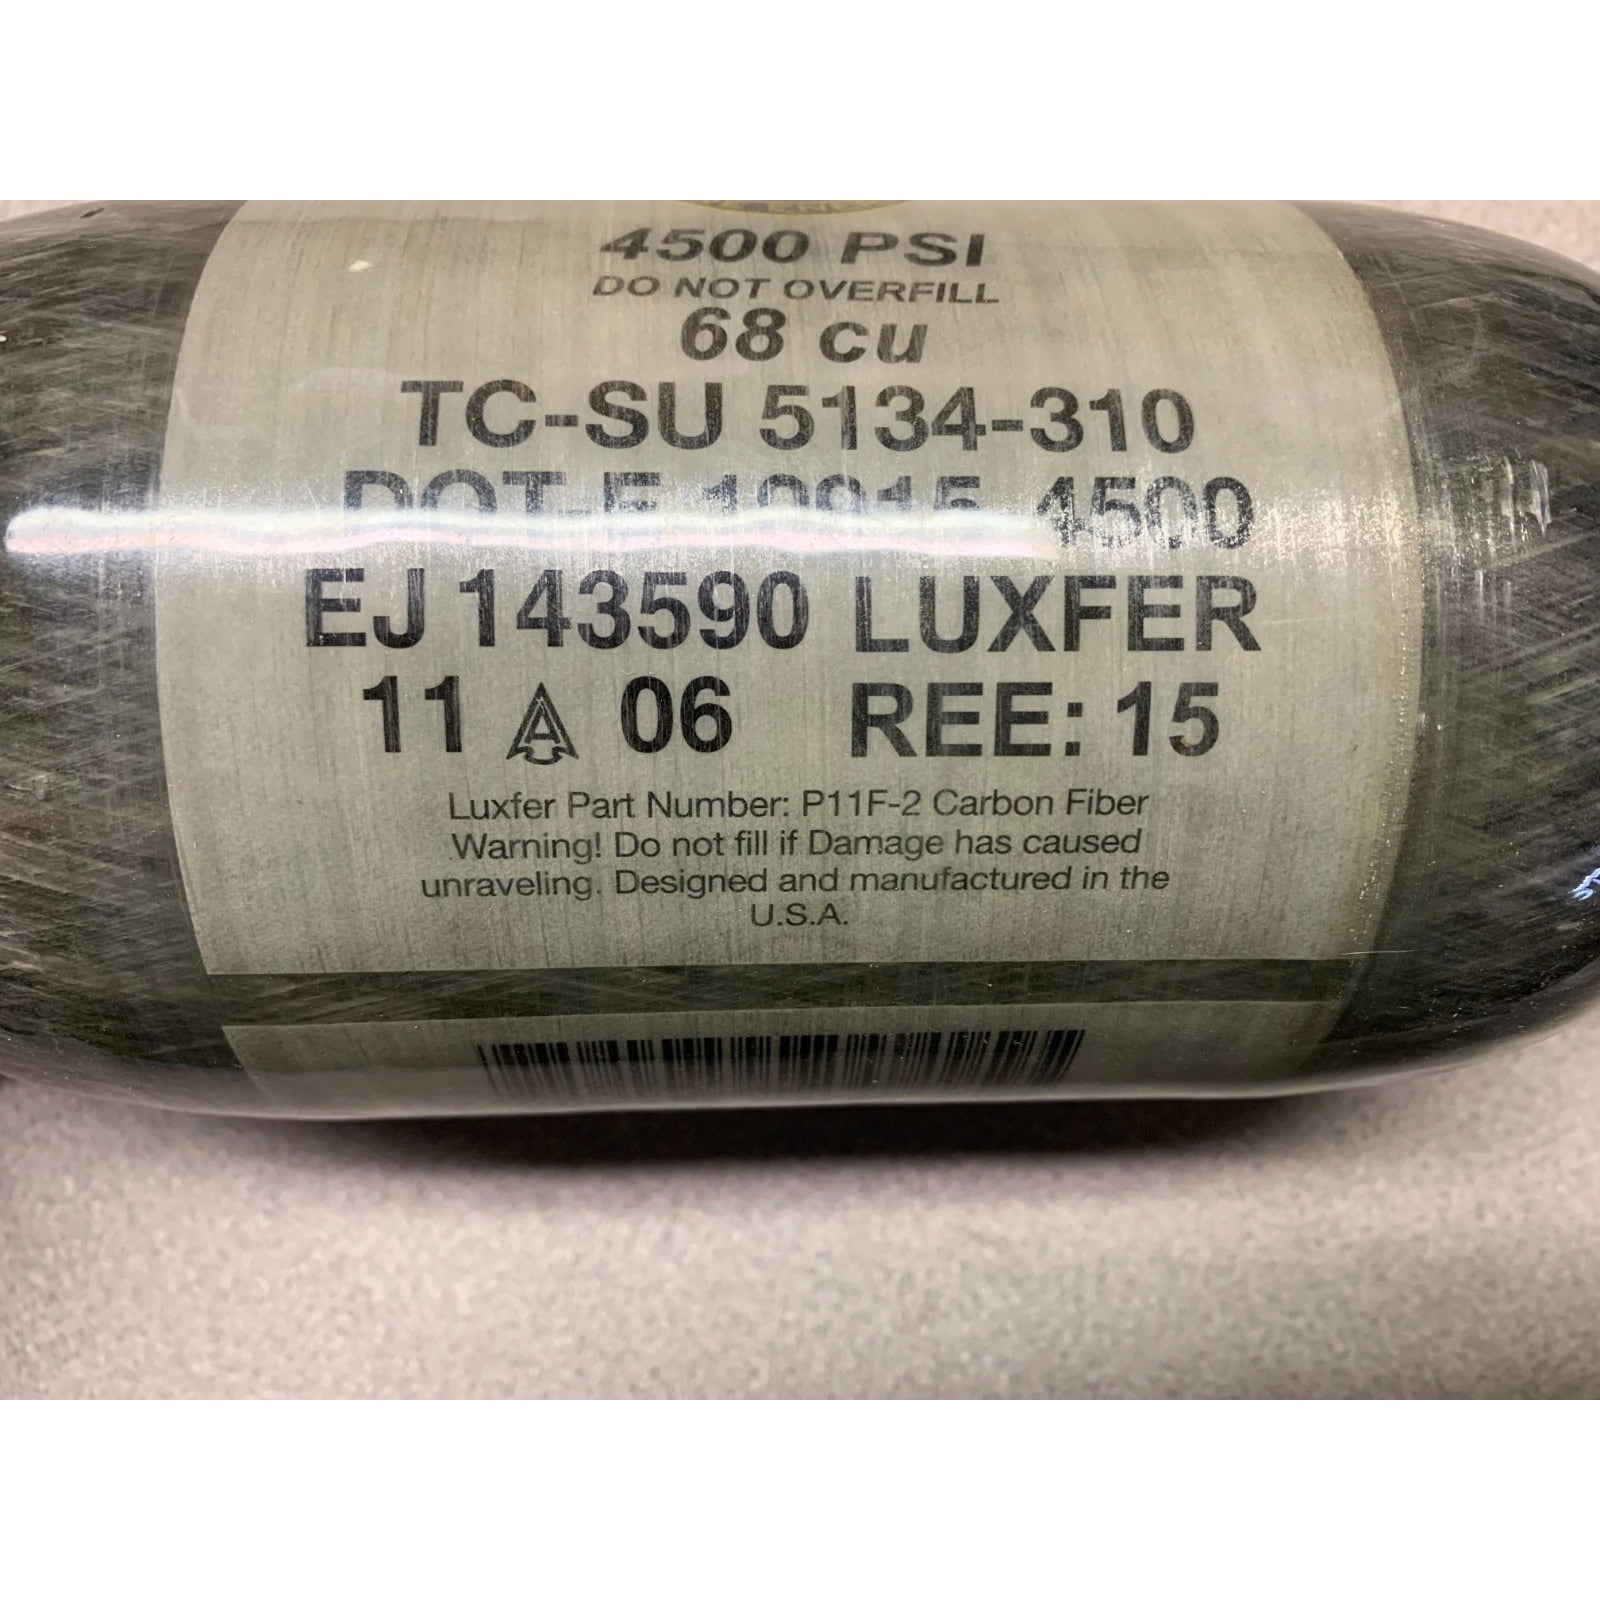 4500 PSI
DO NOT OVERFILL
68 cu
TC-SU 5134-310
DOT-E 10915-4500
EJ 143590 LUXFER
11 A 06 REE: 15
Luxfer Part Number: P11F-2 Carbon Fiber
Warning! Do not fill if Damage has caused
unraveling. Designed and manufactured in the
U.S.A.